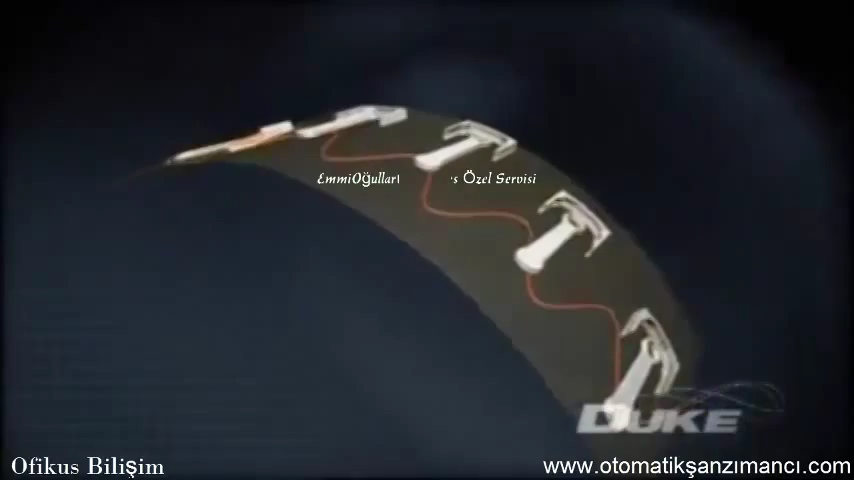 EmmiOğulları s Özel Servisi
DUKE
Ofikus Bilişim
www.otomatikşanzımancı.com